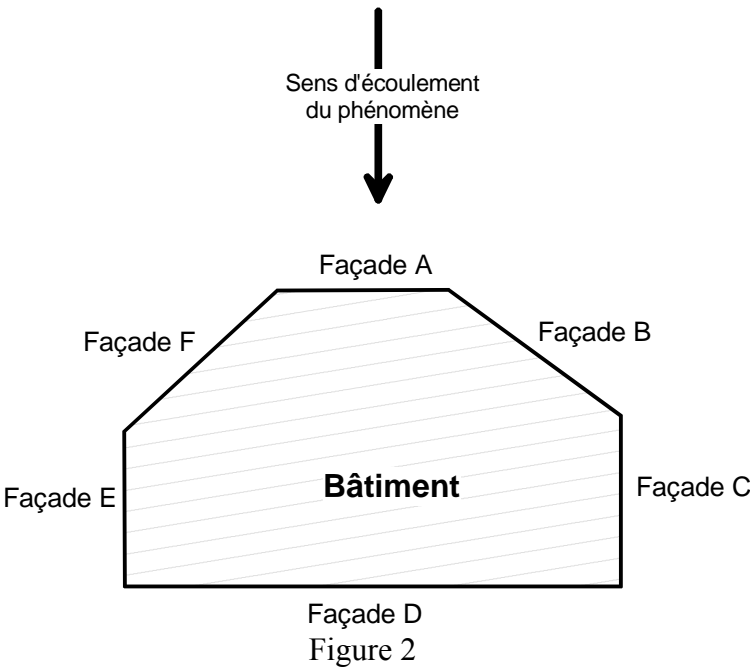 Sens d'écoulement
du phénomène
Façade A
Façade B
Façade F
Bâtiment
Façade E
Façade C
Façade D
Figure 2